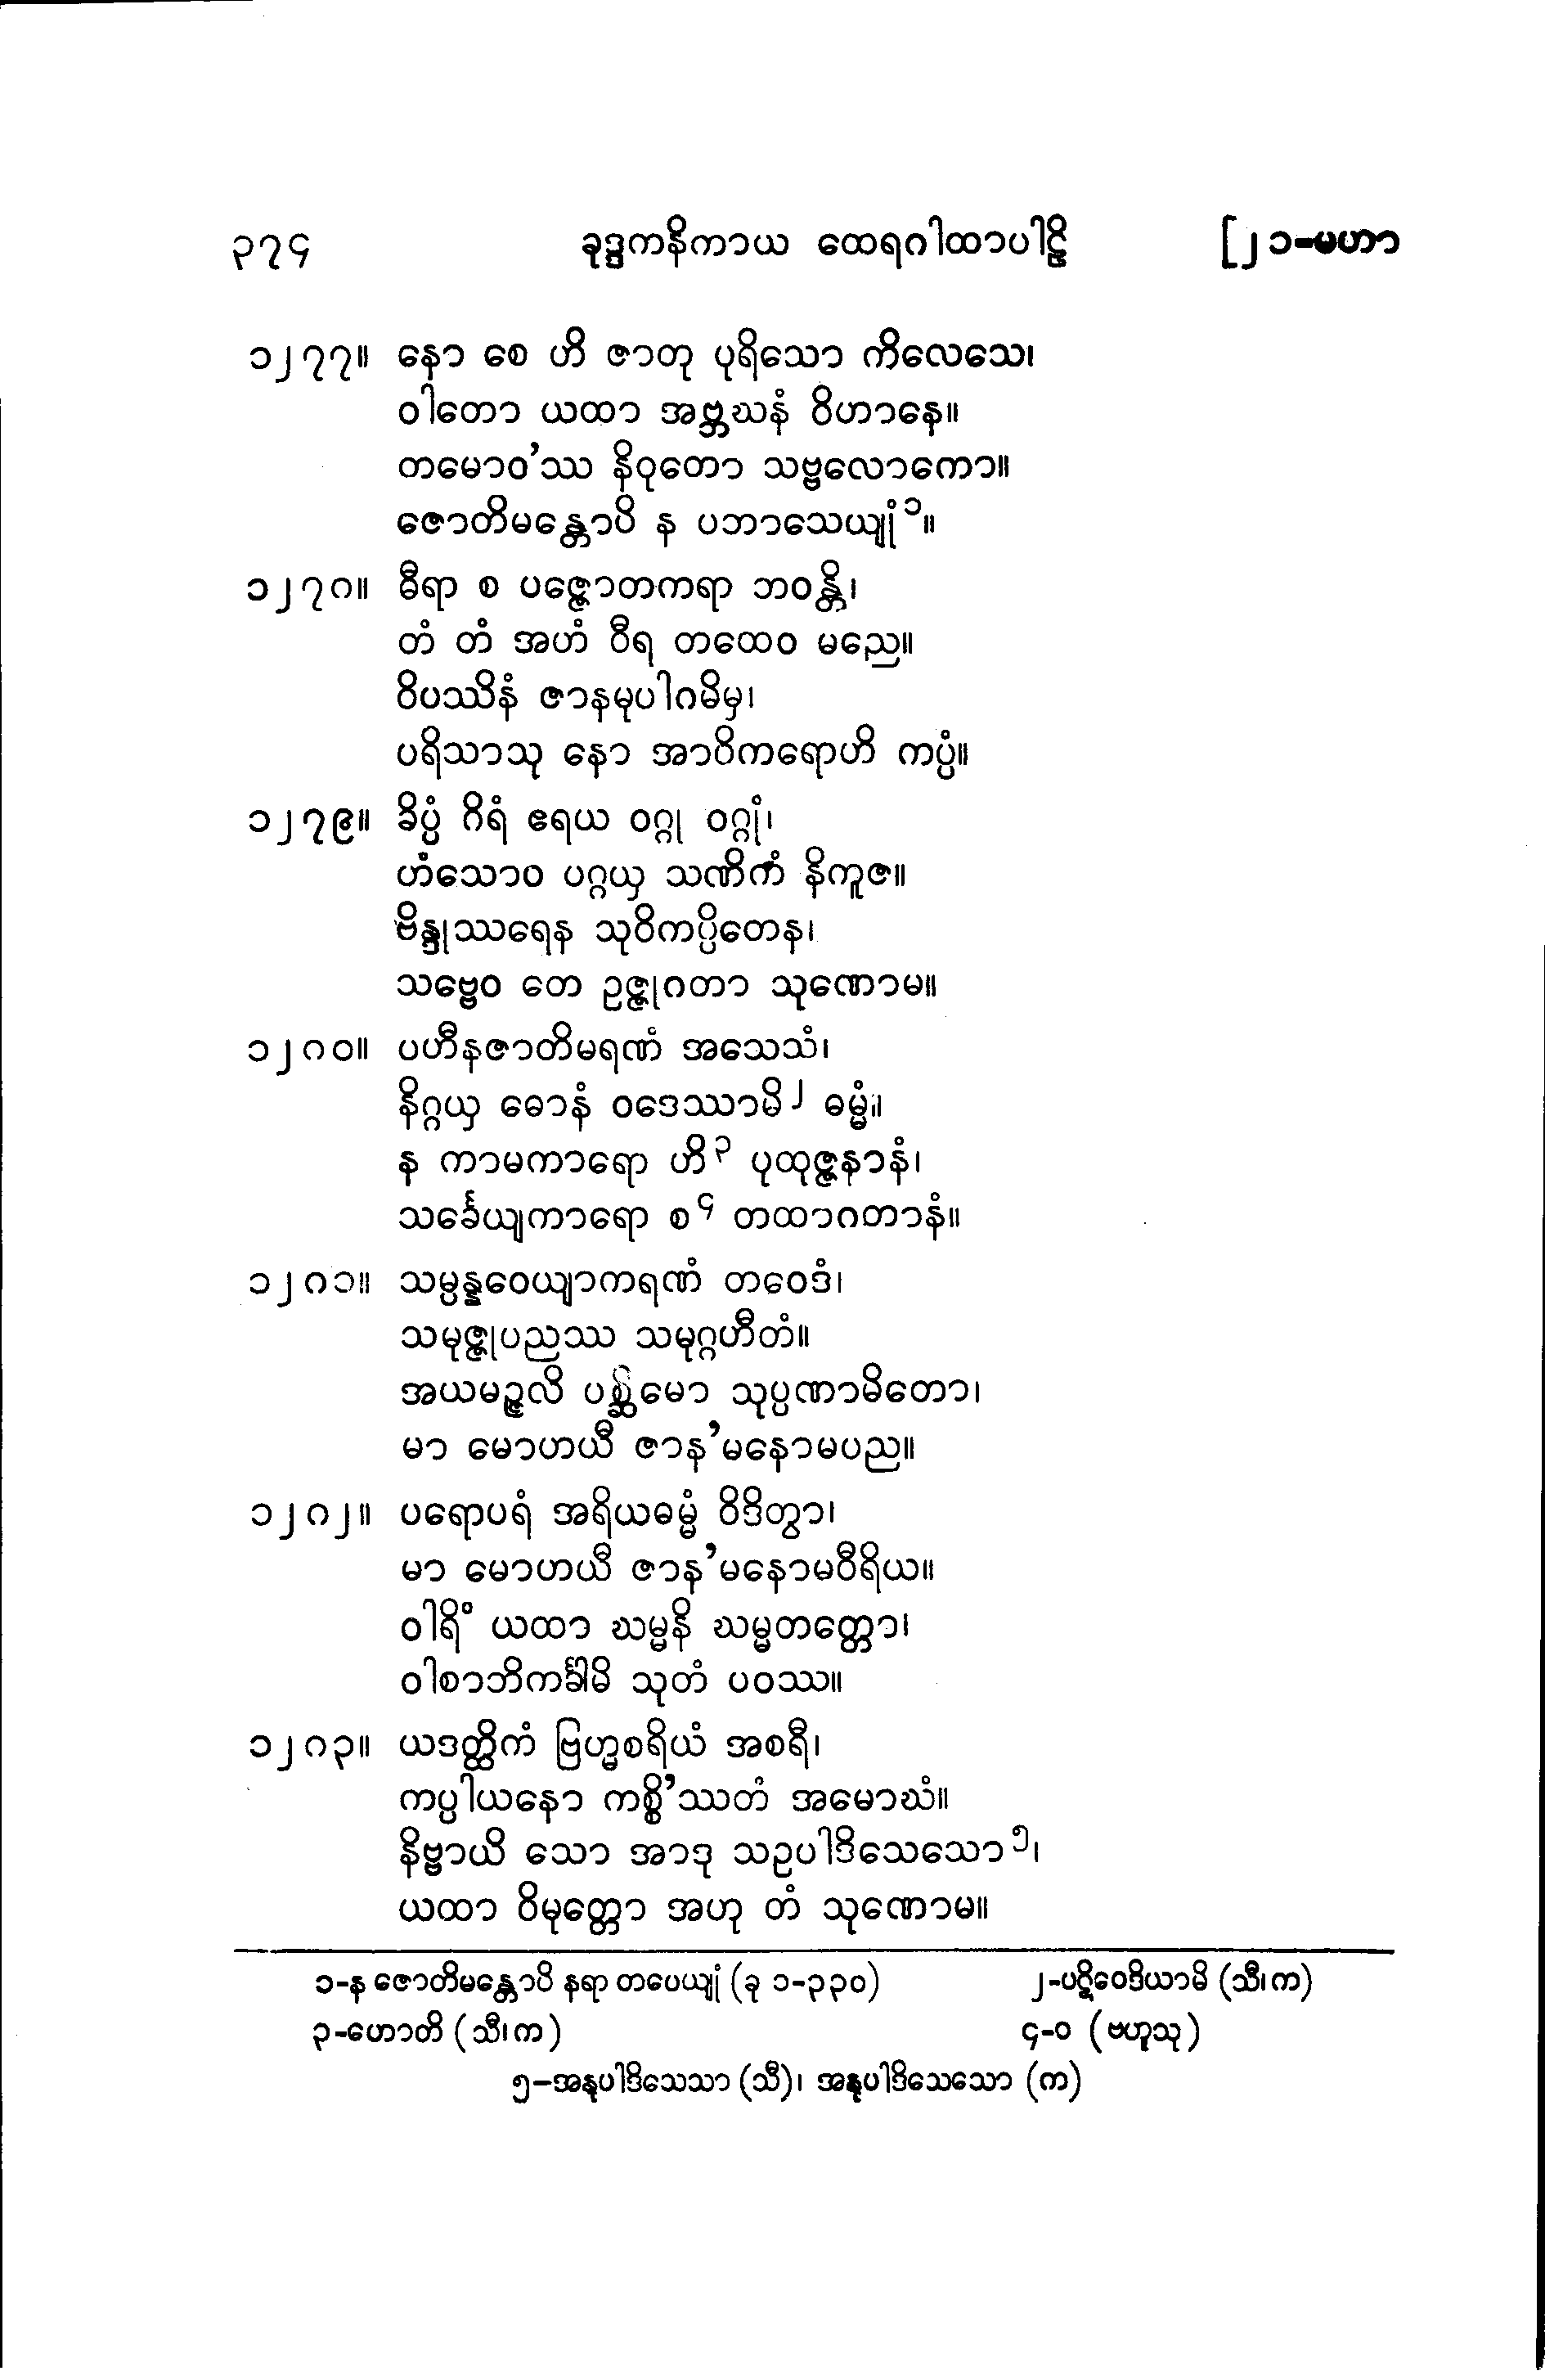 ၃၇၄ ခုဒ္ဒကနိကာယ ထေရဂါထာပါဠိ [၂၁-မဟာ
၁၂၇၇။ နော စေ ဟိ ဇာတု ပုရိသော ကိလေသေ၊
ဝါတော ယထာ အဗ္ဘဃနံ ဝိဟာနေ။
တမောဝ’ဿ နိဝုတော သဗ္ဗလောကော။
ဇောတိမန္တောပိ န ပဘာသေယျုံ၁။
၁၂၇၈။ ဓီရာ စ ပဇ္ဇောတကရာ ဘဝန္တိ၊
တံ တံ အဟံ ဝီရ တထေဝ မညေ။
ဝိပဿိနံ ဇာနမုပါဂမိမှ၊
ပရိသာသု နော အာဝိကရောဟိ ကပ္ပံ။
၁၂၇၉။ ခိပ္ပံ ဂိရံ ဧရယ ဝဂ္ဂု ဝဂ္ဂုံ၊
ဟံသောဝ ပဂ္ဂယှ သဏိကံ နိကူဇ။
ဗိန္ဒုဿရေန သုဝိကပ္ပိတေန၊
သဗ္ဗေဝ တေ ဥဇ္ဇုဂတာ သုဏောမ။
၁၂၈၀။ ပဟီနဇာတိမရဏံ အသေသံ၊
နိဂ္ဂယှ ဓောနံ ဝဒေဿာမိ၂ ဓမ္မံ။
န ကာမကာရော ဟိ၃ ပုထုဇ္ဇနာနံ၊
သင်္ခေယျကာရော စ၄ တထာဂတာနံ။
၁၂၈၁။ သမ္ပန္နဝေယျာကရဏံ တဝေဒံ၊
သမုဇ္ဇုပညဿ သမုဂ္ဂဟီတံ။
အယမဉ္ဇလိ ပစ္ဆိမော သုပ္ပဏာမိတော၊
မာ မောဟယီ ဇာန’မနောမပည။
၁၂၈၂။ ပရောပရံ အရိယဓမ္မံ ဝိဒိတွာ၊
မာ မောဟယီ ဇာန’မနောမဝီရိယ။
ဝါရိံ ယထာ ဃမ္မနိ ဃမ္မတတ္တော၊
ဝါစာဘိကင်္ခါမိ သုတံ ပဝဿ။
၁၂၈၃။ ယဒတ္ထိကံ ဗြဟ္မစရိယံ အစရီ၊
ကပ္ပါယနော ကစ္စိ’ဿတံ အမောဃံ။
နိဗ္ဗာယိ သော အာဒု သဥပါဒိသေသော၅၊
ယထာ ဝိမုတ္တော အဟု တံ သုဏောမ။
၁-န ဇောတိမန္တောပိ နရာ တပေယျုံ (ခု ၁-၃၃၀) ၂-ပဋိဝေဒိယာမိ (သီ၊က)
၃-ဟောတိ (သီ၊က) ၄-၀ (ဗဟူသု)
၅-အနုပါဒိသေသာ (သီ)၊ အနုပါဒိသေသော (က)